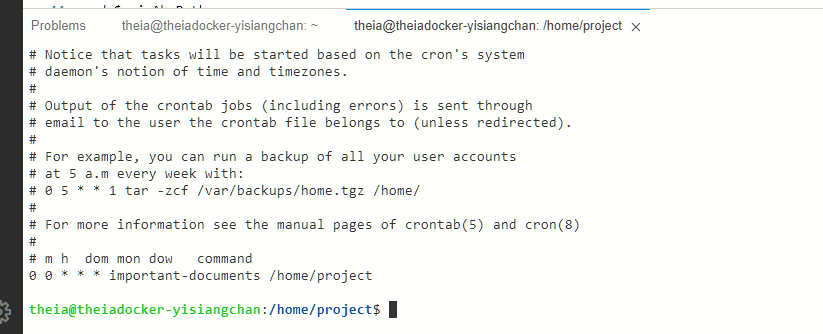 Problems theia@theiadocker-yisiangchan: ~ theia@theiadocker-yisiangchan: /home/project ×
# Notice that tasks will be started based on the cron's system
# daemon's notion of time and timezones.
#
# Output of the crontab jobs (including errors) is sent through
# email to the user the crontab file belongs to (unless redirected).
#
# For example, you can run a backup of all your user accounts
# at 5 a.m every week with:
# 0 5 * * 1 tar -zcf /var/backups/home.tgz /home/
#
# For more information see the manual pages of crontab(5) and cron(8)
#
# m h  dom mon dow   command
0 0 * * * important-documents /home/project
theia@theiadocker-yisiangchan:/home/project$